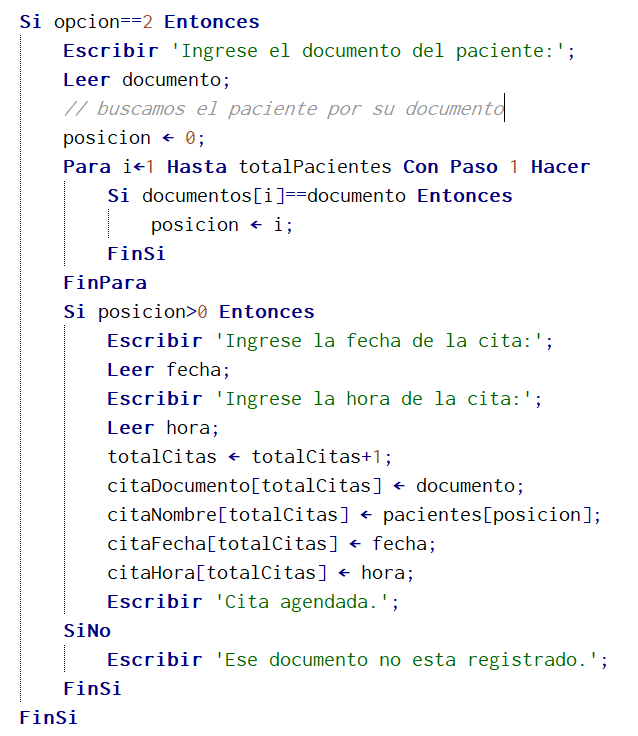 Si opcion==2 Entonces
Escribir 'Ingrese el documento del paciente:';
Leer documento;
// buscamos el paciente por su documento
posicion ← 0;
Para i←1 Hasta totalPacientes Con Paso 1 Hacer
Si documentos[i]==documento Entonces
posicion ← i;
FinSi
FinPara
Si posicion>0 Entonces
Escribir 'Ingrese la fecha de la cita:';
Leer fecha;
Escribir 'Ingrese la hora de la cita:';
Leer hora;
totalCitas ← totalCitas+1;
citaDocumento[totalCitas] ← documento;
citaNombre[totalCitas] ← pacientes[posicion];
citaFecha[totalCitas] ← fecha;
citaHora[totalCitas] ← hora;
Escribir 'Cita agendada.';
SiNo
Escribir 'Ese documento no esta registrado.';
FinSi
FinSi